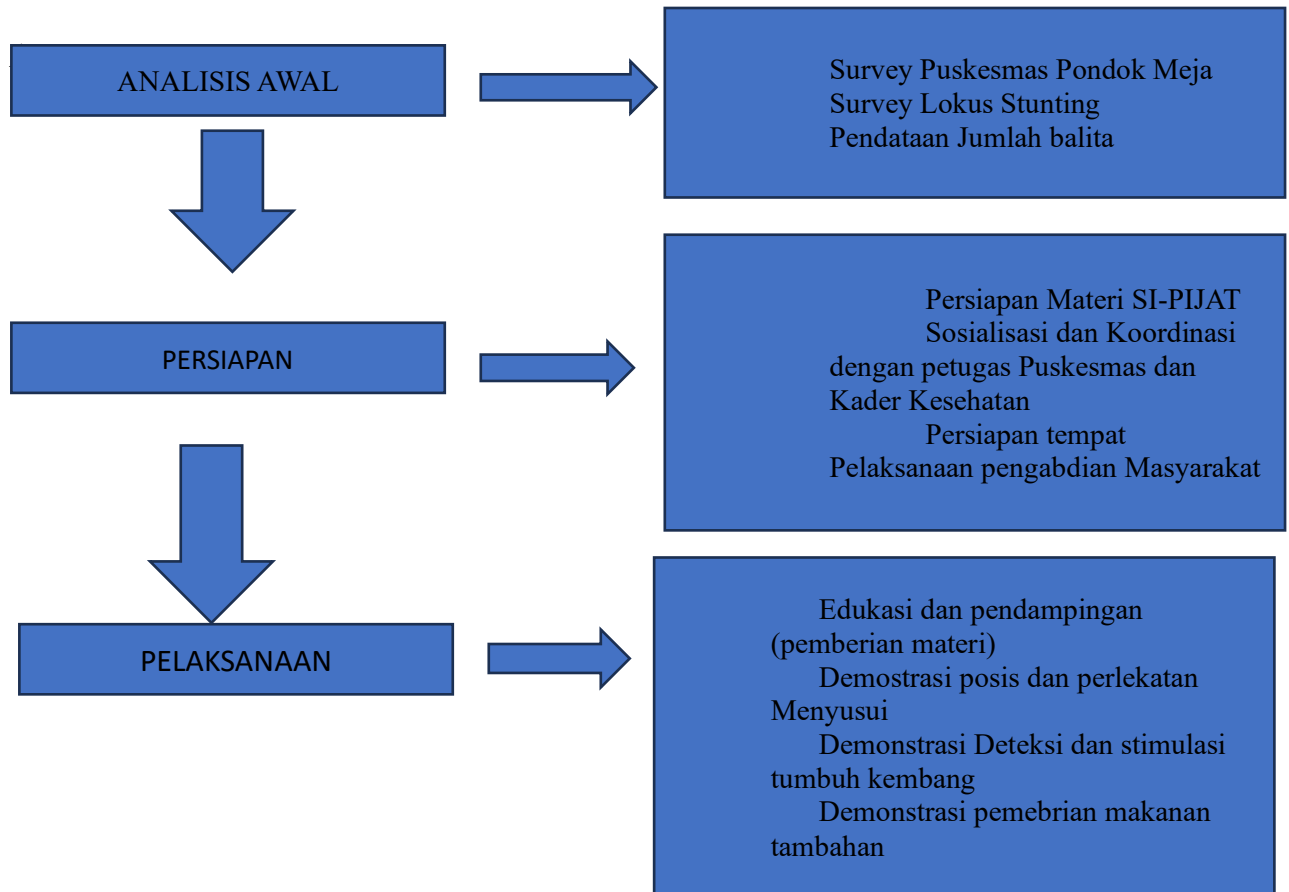 ANALISIS AWAL
Survey Puskesmas Pondok Meja
Survey Lokus Stunting
Pendataan Jumlah balita
PERSIAPAN
Persiapan Materi SI-PIJAT
Sosialisasi dan Koordinasi
dengan petugas Puskesmas dan
Kader Kesehatan
Persiapan tempat
Pelaksanaan pengabdian Masyarakat
PELAKSANAAN
Edukasi dan pendampingan
(pemberian materi)
Demostrasi posis dan perlekatan
Menyusui
Demonstrasi Deteksi dan stimulasi
tumbuh kembang
Demonstrasi pemebrian makanan
tambahan